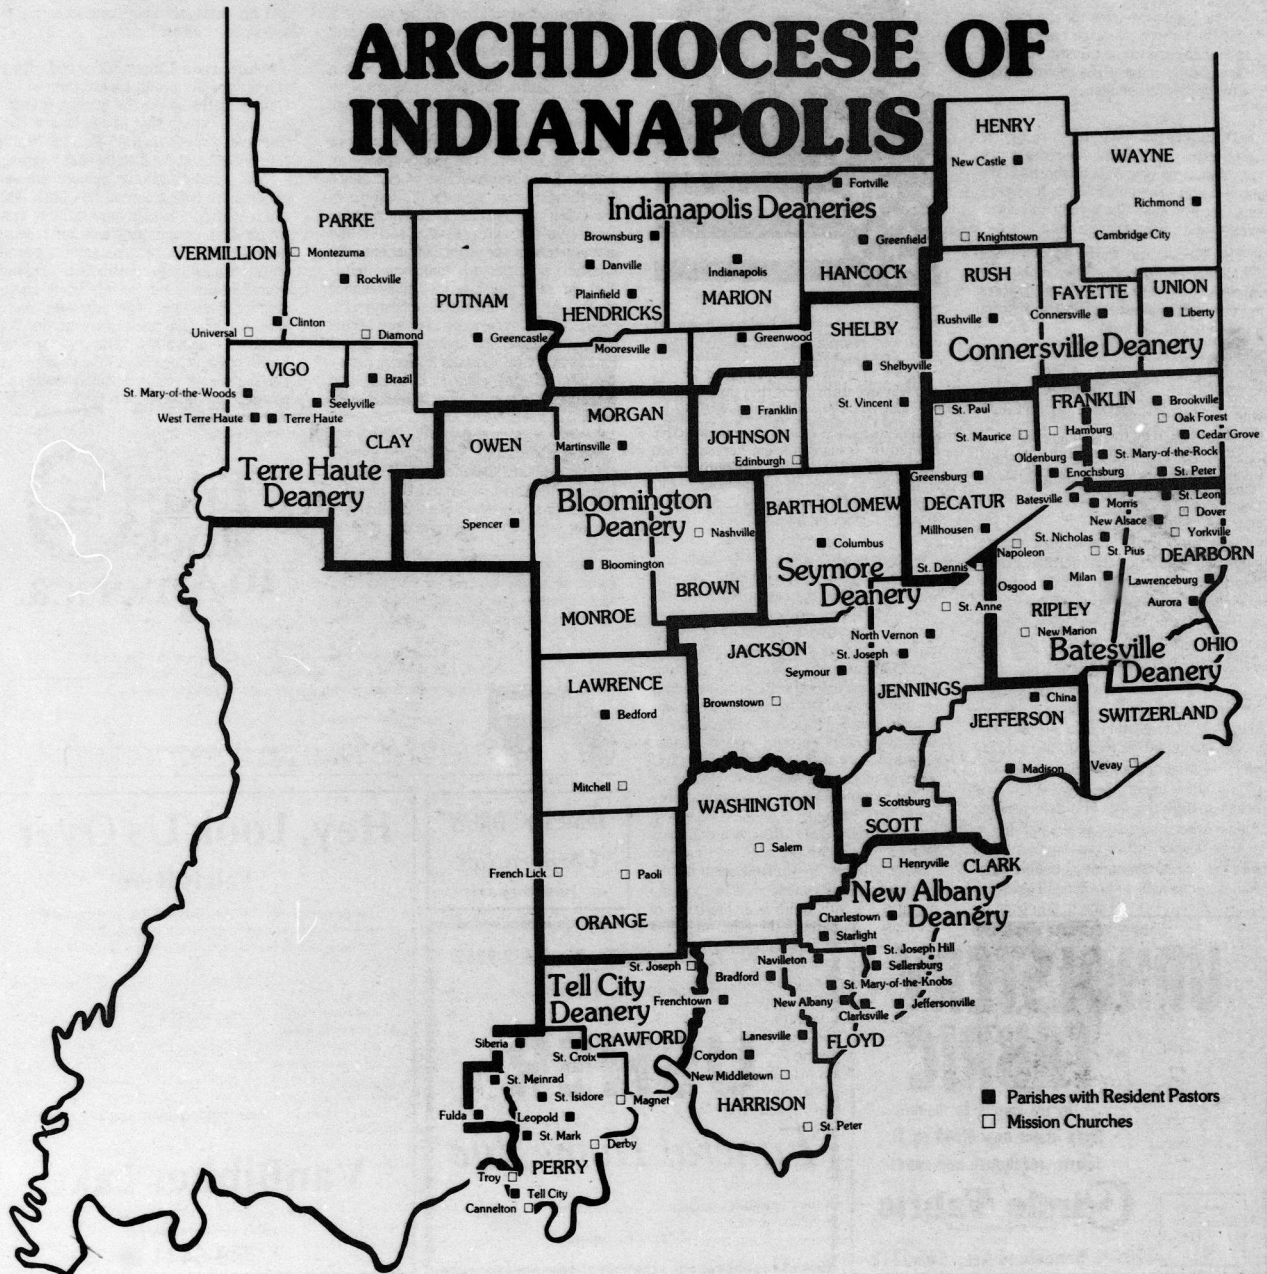 ARCHDIOCESE OF
INDIANAPOLIS
HENRY
New Castle
WAYNE
Richmond
Knightstown
Cambridge City
PARKE
VERMILLION
Montezuma
Rockville
Clinton
Universal
Diamond
PUTNAM
Greencastle
Indianapolis Deaneries
Fortville
Brownsburg
Danville
Plainfield
HENDRICKS
Indianapolis
MARION
Greenfield
HANCOCK
Mooresville
Greenwood
RUSH
Rushville
FAYETTE
Connersville
UNION
Liberty
Connersville Deanery
SHELBY
Shelbyville
St. Vincent
VIGO
St. Mary-of-the-Woods
Seelyville
West Terre Haute
Terre Haute
Brazil
CLAY
Terre Haute
Deanery
OWEN
Spencer
MORGAN
Martinsville
Franklin
JOHNSON
Edinburgh
St. Paul
St. Maurice
Greensburg
DECATUR
Millhousen
St. Dennis
FRANKLIN
Brookville
Oak Forest
Hamburg
Cedar Grove
Oldenburg
St. Mary-of-the-Rock
Enochsburg
St. Peter
Batesville
Morris
St. Leon
New Alsace
Dover
St. Nicholas
Yorkville
Napoleon
St. Pius
DEARBORN
Osgood
Milan
Lawrenceburg
RIPLEY
Aurora
New Marion
Batesville
Deanery
OHIO
Bloomington
Deanery
Nashville
Bloomington
BROWN
MONROE
BARTHOLOMEW
Columbus
Seymore
Deanery
St. Anne
North Vernon
St. Joseph
JACKSON
Seymour
Brownstown
JENNINGS
LAWRENCE
Bedford
Mitchell
China
JEFFERSON
Madison
SWITZERLAND
Vevay
WASHINGTON
Salem
Scottsburg
SCOTT
French Lick
Paoli
ORANGE
Henryville
CLARK
New Albany
Deanery
Charlestown
Starlight
St. Joseph Hill
Navilleton
Sellersburg
Bradford
St. Mary-of-the-Knobs
New Albany
Jeffersonville
Clarksville
Lanesville
FLOYD
St. Joseph
Tell City
Deanery
Frenchtown
Corydon
New Middletown
HARRISON
St. Peter
Siberia
CRAWFORD
St. Croix
St. Meinrad
St. Isidore
Magnet
Fulda
Leopold
St. Mark
Derby
PERRY
Troy
Tell City
Cannelton
Parishes with Resident Pastors
Mission Churches